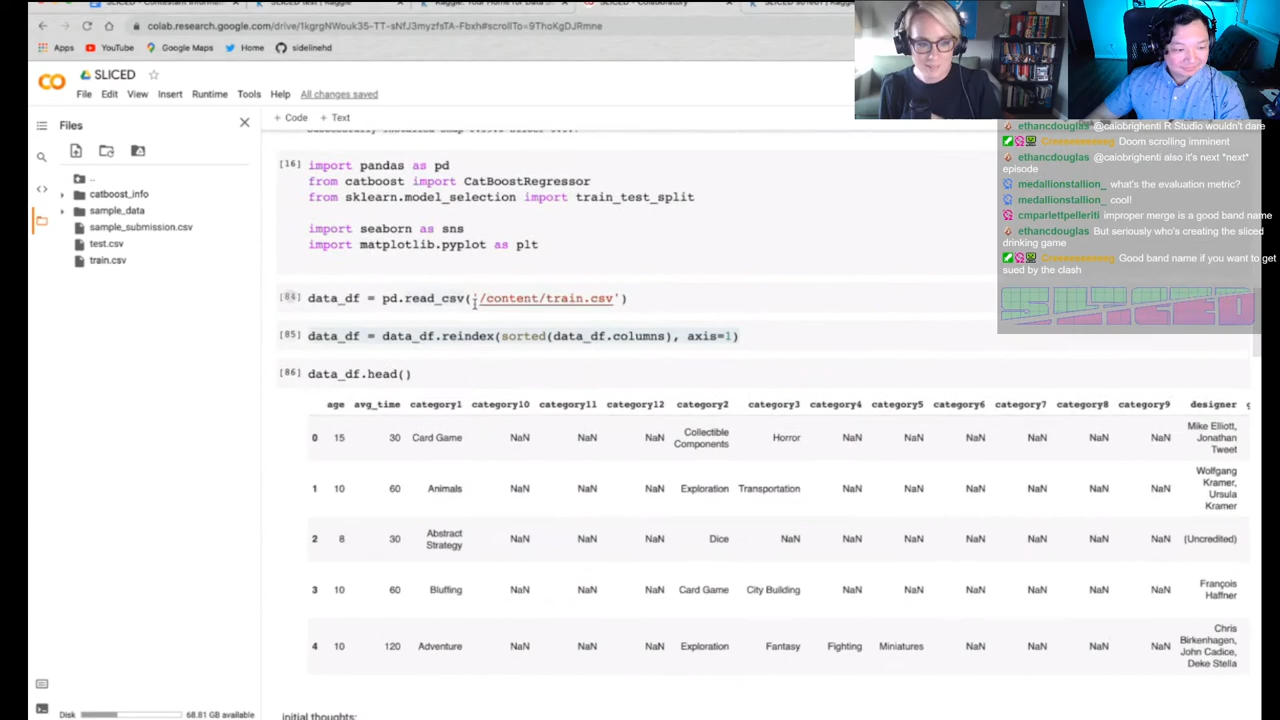 SLICED test | Kaggle
SLICED - Colaboratory
colab.research.google.com/drive/1kgrgNWouk35-TT-sNfJ3myzfsTA-Fbxh#scrollTo=9ThoKgDJRmne
Apps YouTube Google Maps Home sidelinehd
SLICED
File Edit View Insert Runtime Tools Help All changes saved
Files
+ Code + Text
..
catboost_info
sample_data
sample_submission.csv
test.csv
train.csv
Disk 68.81 GB available
[16] import pandas as pd
from catboost import CatBoostRegressor
from sklearn.model_selection import train_test_split
import seaborn as sns
import matplotlib.pyplot as plt
[84] data_df = pd.read_csv('/content/train.csv')
[85] data_df = data_df.reindex(sorted(data_df.columns), axis=1)
[86] data_df.head()
age avg_time category1 category10 category11 category12 category2 category3 category4 category5 category6 category7 category8 category9 designer
0 15 30 Card Game NaN NaN NaN Collectible Components Horror NaN NaN NaN NaN NaN NaN Mike Elliott, Jonathan Tweet
1 10 60 Animals NaN NaN NaN Exploration Transportation NaN NaN NaN NaN NaN NaN Wolfgang Kramer, Ursula Kramer
2 8 30 Abstract Strategy NaN NaN NaN Dice NaN NaN NaN NaN NaN NaN NaN (Uncredited)
3 10 60 Bluffing NaN NaN NaN Card Game City Building NaN NaN NaN NaN NaN NaN François Haffner
4 10 120 Adventure NaN NaN NaN Exploration Fantasy Fighting Miniatures NaN NaN NaN NaN Chris Birkenhagen, John Cadice, Deke Stella
initial thoughts:
ethancdouglas @caiobrighenti R Studio wouldn't dare
Doom scrolling imminent
ethancdouglas @caiobrighenti also it's next *next*
episode
medallionstallion_ what's the evaluation metric?
medallionstallion_ cool!
cmparlettpelleriti improper merge is a good band name
ethancdouglas But seriously who's creating the sliced
drinking game
Good band name if you want to get
sued by the clash
SLICED